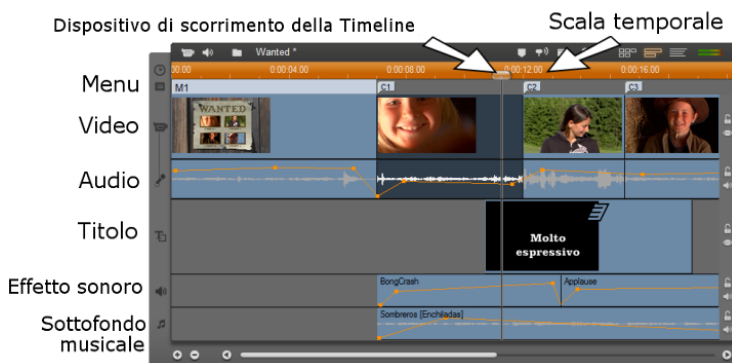 Dispositivo di scorrimento della Timeline
Scala temporale
Wanted *
00.00 0:00:04.00 0:00:08.00 0:00:12.00 0:00:16.00
Menu
M1 C1 C2 C3
Video
WANTED
Audio
Titolo
Molto
espressivo
Effetto sonoro
BongCrash Applause
Sottofondo
musicale
Sombreros [Enchiladas]